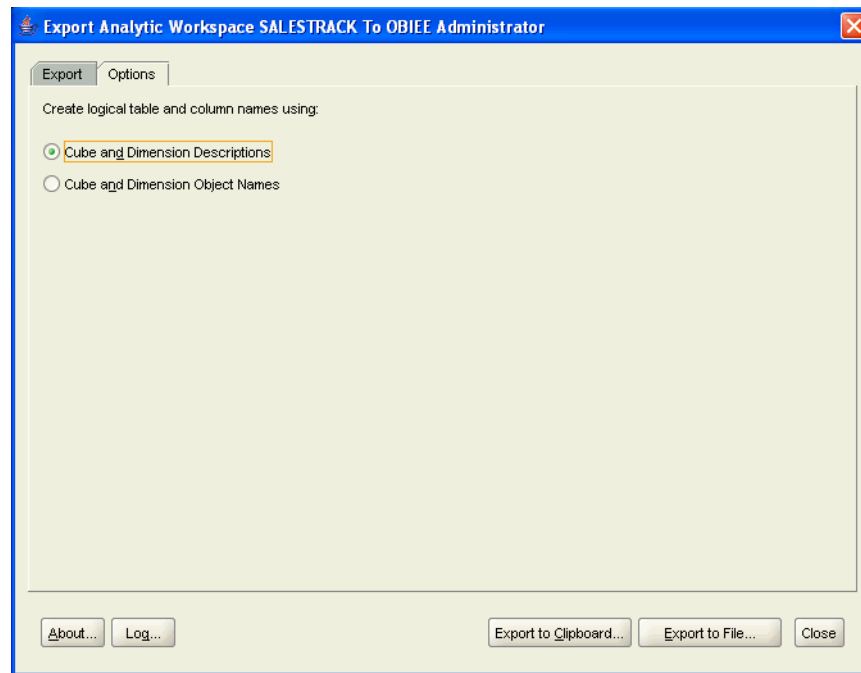 Export Analytic Workspace SALESTRACK To OBIEE Administrator
Export Options
Create logical table and column names using:
Cube and Dimension Descriptions
Cube and Dimension Object Names
About... Log... Export to Clipboard... Export to File... Close